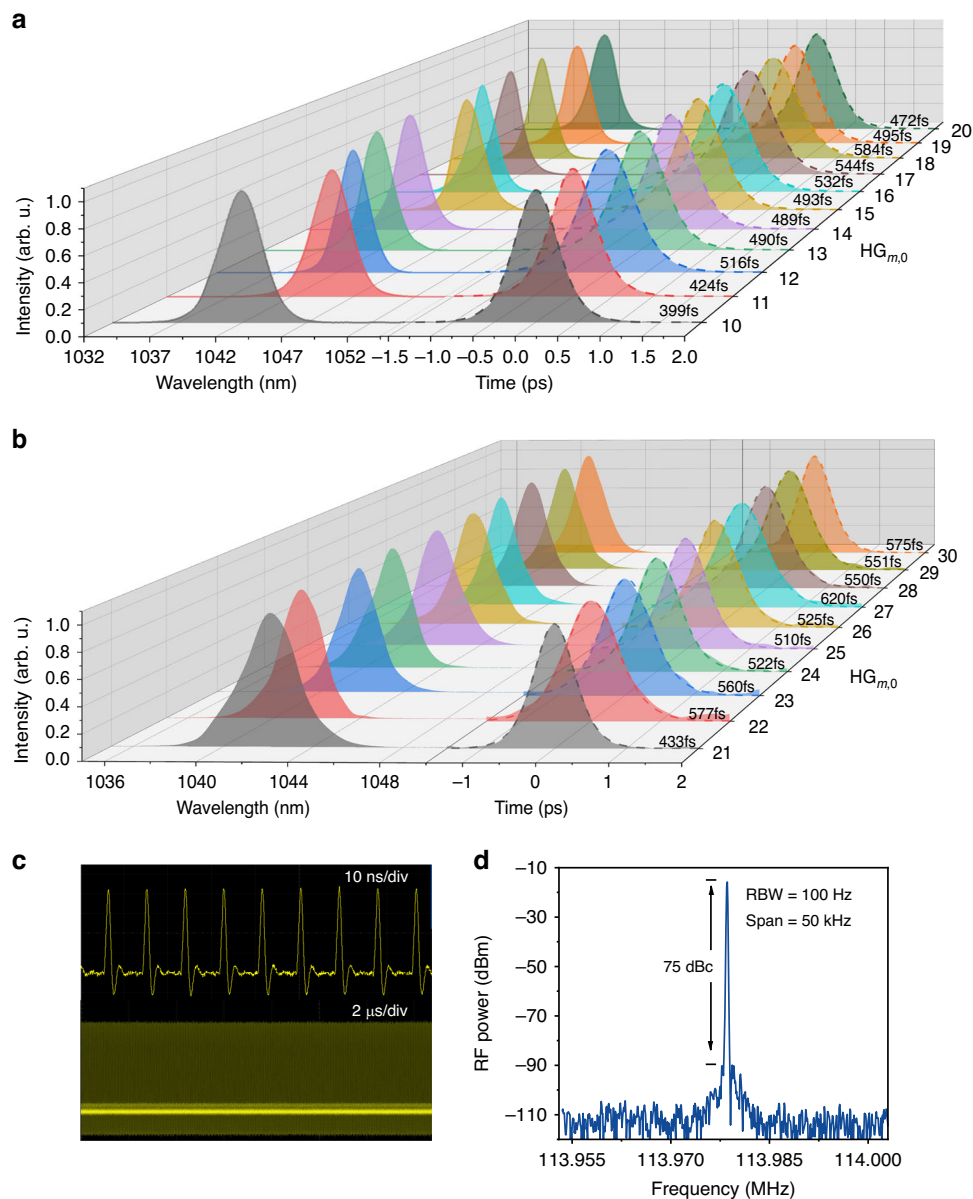 a
Intensity (arb. u.)
1.0
0.8
0.6
0.4
0.2
0.0
1032 1037 1042 1047 1052 −1.5 −1.0 −0.5 0.0 0.5 1.0 1.5 2.0
Wavelength (nm) Time (ps)
472fs
495fs
584fs
544fs
532fs
493fs
489fs
490fs
516fs
424fs
399fs
20
19
18
17
16
15
14
13
12
11
10
HGm,0
b
Intensity (arb. u.)
1.0
0.8
0.6
0.4
0.2
0.0
1036 1040 1044 1048 −1 0 1 2
Wavelength (nm) Time (ps)
575fs
551fs
550fs
620fs
525fs
510fs
522fs
560fs
577fs
433fs
30
29
28
27
26
25
24
23
22
21
HGm,0
c
10 ns/div
2 μs/div
d
RF power (dBm)
−10
−30
−50
−70
−90
−110
RBW = 100 Hz
Span = 50 kHz
75 dBc
113.955 113.970 113.985 114.000
Frequency (MHz)